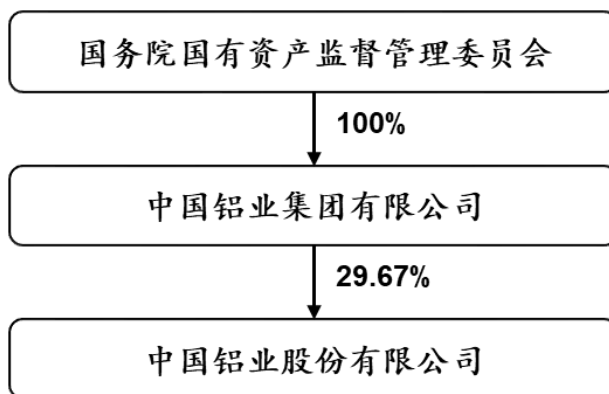 国务院国有资产监督管理委员会
100%
中国铝业集团有限公司
29.67%
中国铝业股份有限公司